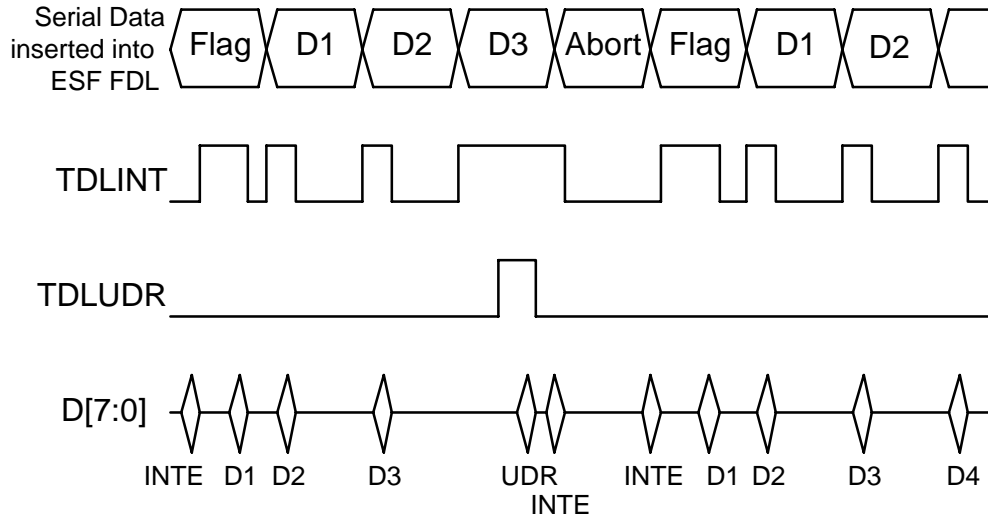 Serial Data
inserted into
ESF FDL
Flag D1 D2 D3 Abort Flag D1 D2
TDLINT
TDLUDR
D[7:0]
INTE D1 D2 D3 UDR INTE D1 D2 D3 D4
INTE